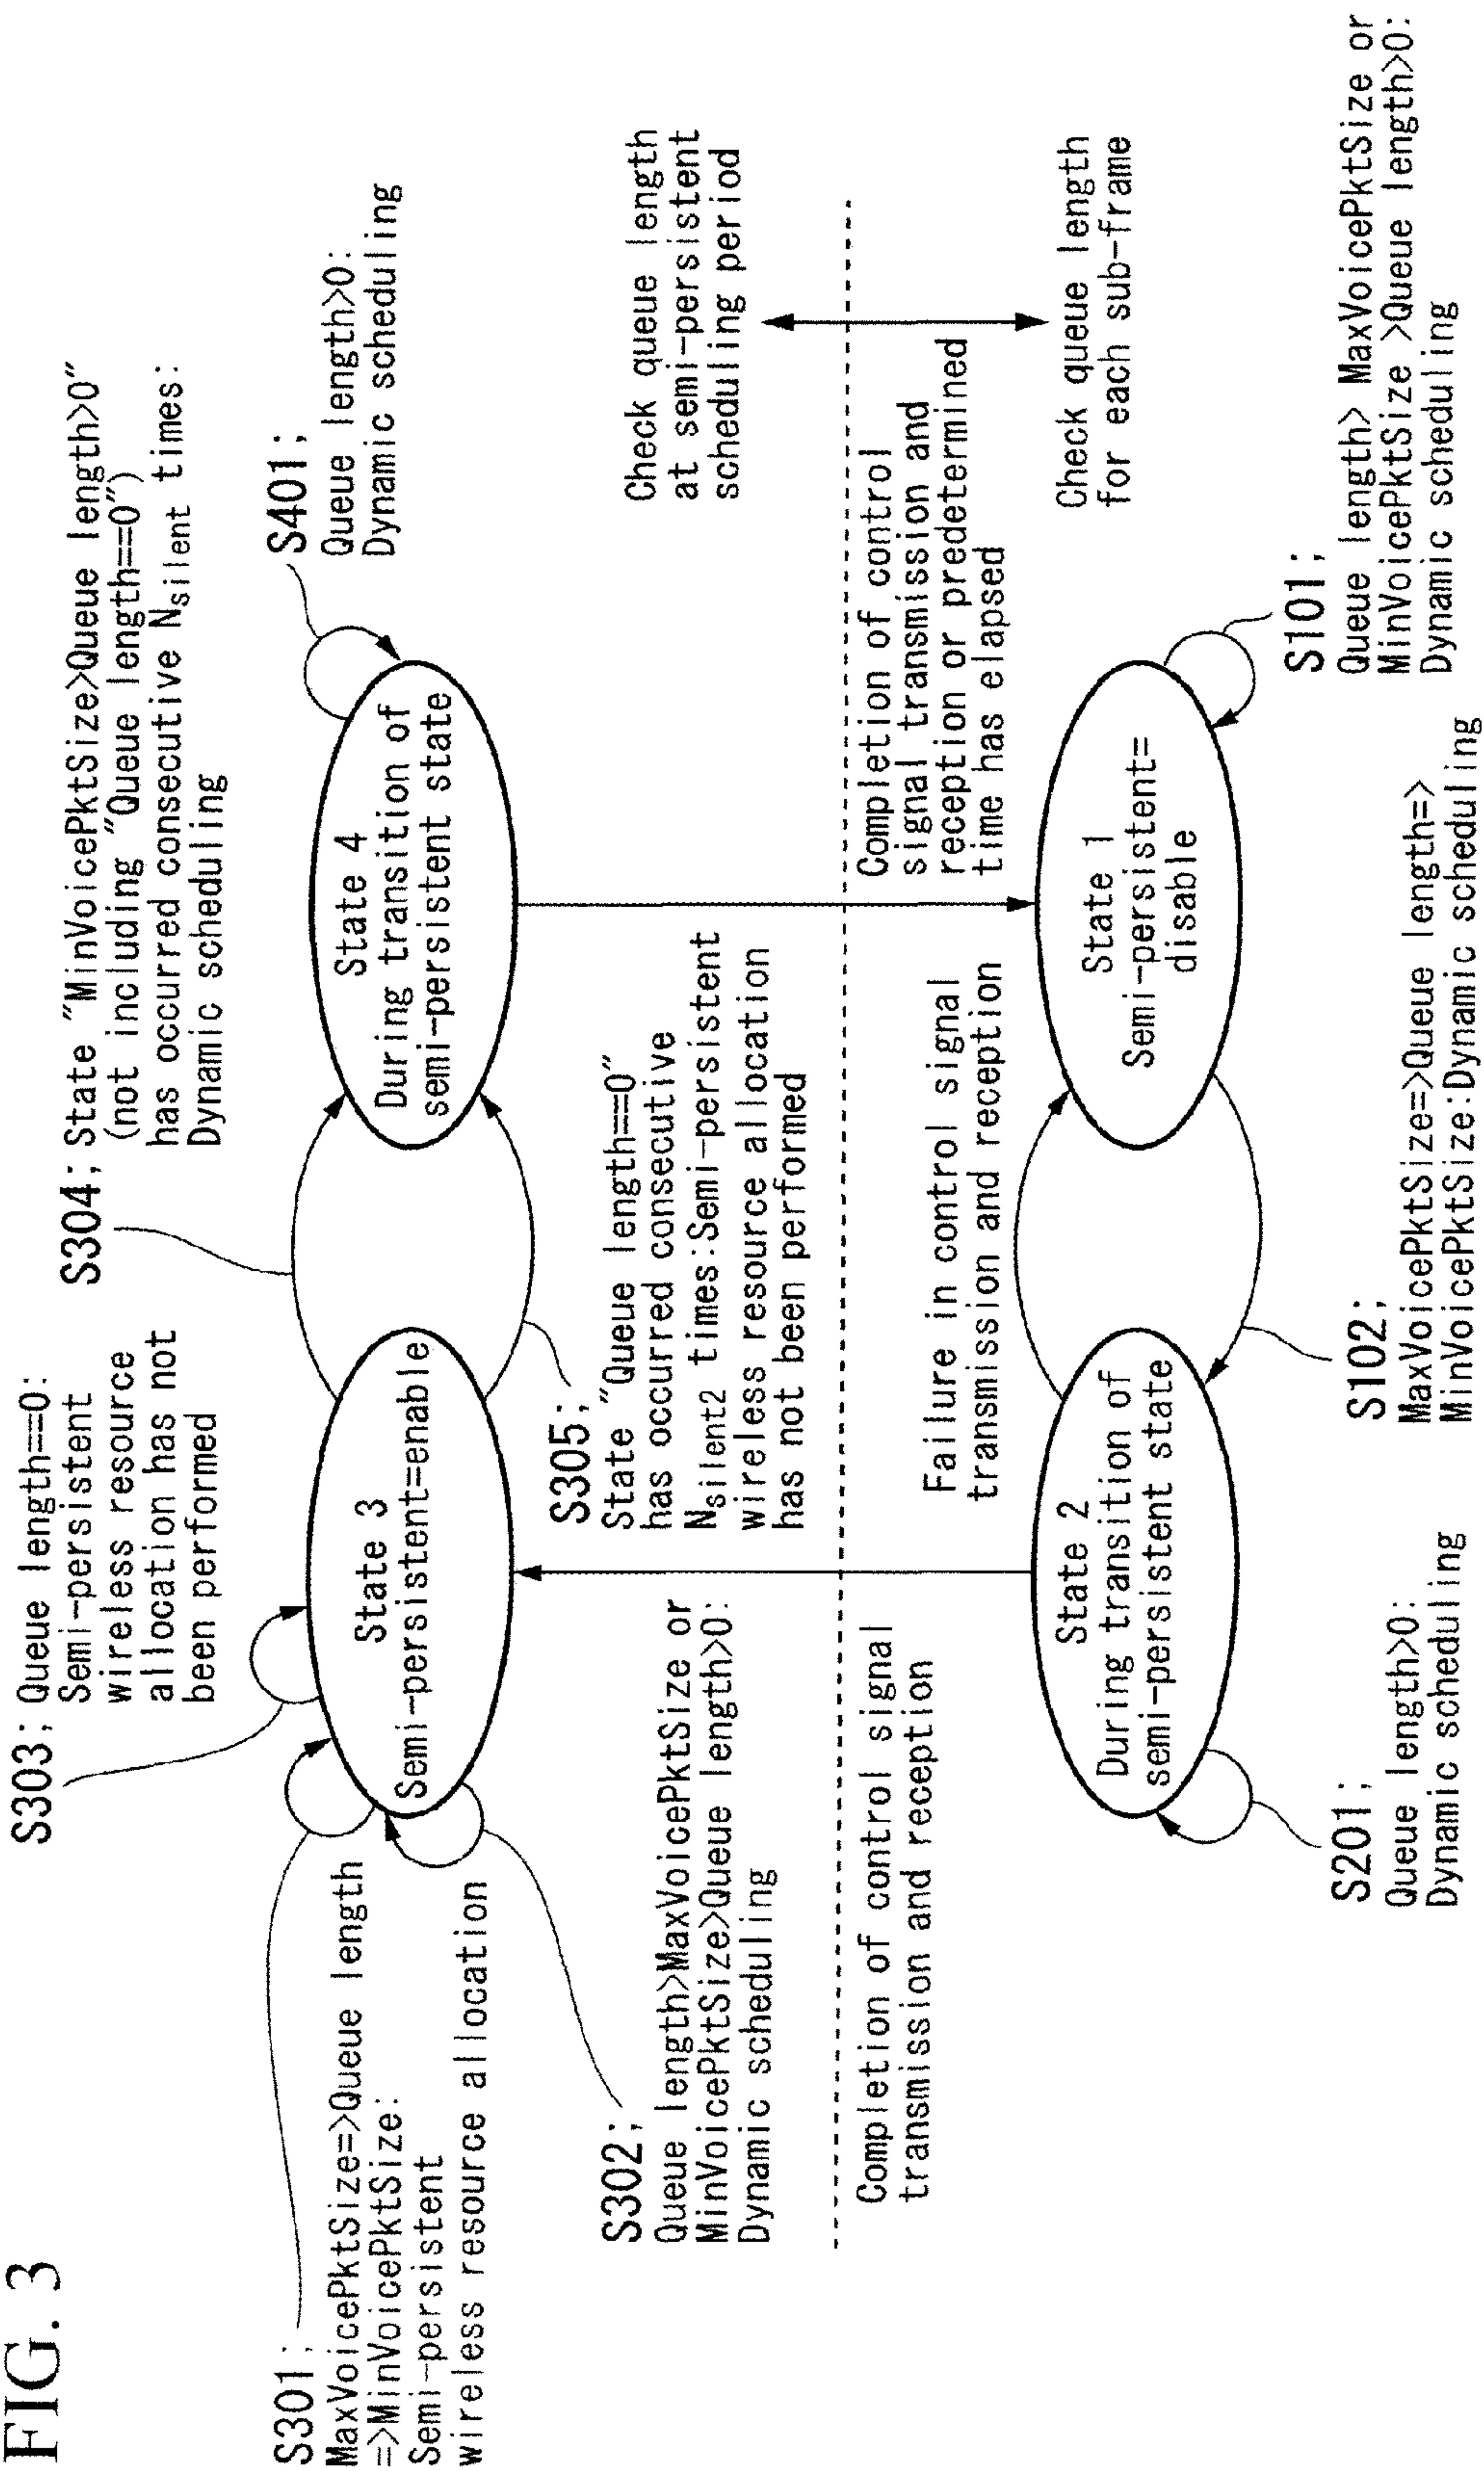 FIG. 3
S303; Queue length==0:
Semi-persistent
wireless resource
allocation has not
been performed
S304; State "MinVoicePktSize>Queue length>0"
(not including "Queue length==0")
has occurred consecutive Nsilent times:
Dynamic scheduling
S301;
MaxVoicePktSize=>Queue length
=>MinVoicePktSize:
Semi-persistent
wireless resource allocation
State 3
Semi-persistent=enable
State 4
During transition of
semi-persistent state
S401;
Queue length>0:
Dynamic scheduling
S302;
Queue length>MaxVoicePktSize or
MinVoicePktSize>Queue length>0:
Dynamic scheduling
S305;
State "Queue length==0"
has occurred consecutive
Nsilent2 times:Semi-persistent
wireless resource allocation
has not been performed
Check queue length
at semi-persistent
scheduling period
Completion of control signal
transmission and reception
Failure in control signal
transmission and reception
Completion of control
signal transmission and
reception or predetermined
time has elapsed
Check queue length
for each sub-frame
State 2
During transition of
semi-persistent state
State 1
Semi-persistent=
disable
S201;
Queue length>0:
Dynamic scheduling
S102;
MaxVoicePktSize=>Queue length=>
MinVoicePktSize:Dynamic scheduling
S101;
Queue length> MaxVoicePktSize or
MinVoicePktSize >Queue length>0:
Dynamic scheduling